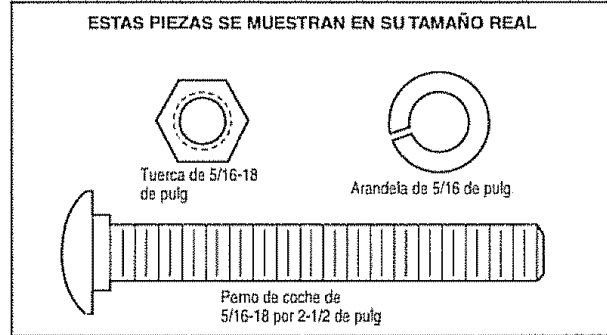 ESTAS PIEZAS SE MUESTRAN EN SU TAMAÑO REAL
Tuerca de 5/16-18
de pulg
Arandela de 5/16 de pulg.
Perno de coche de
5/16-18 por 2-1/2 de pulg